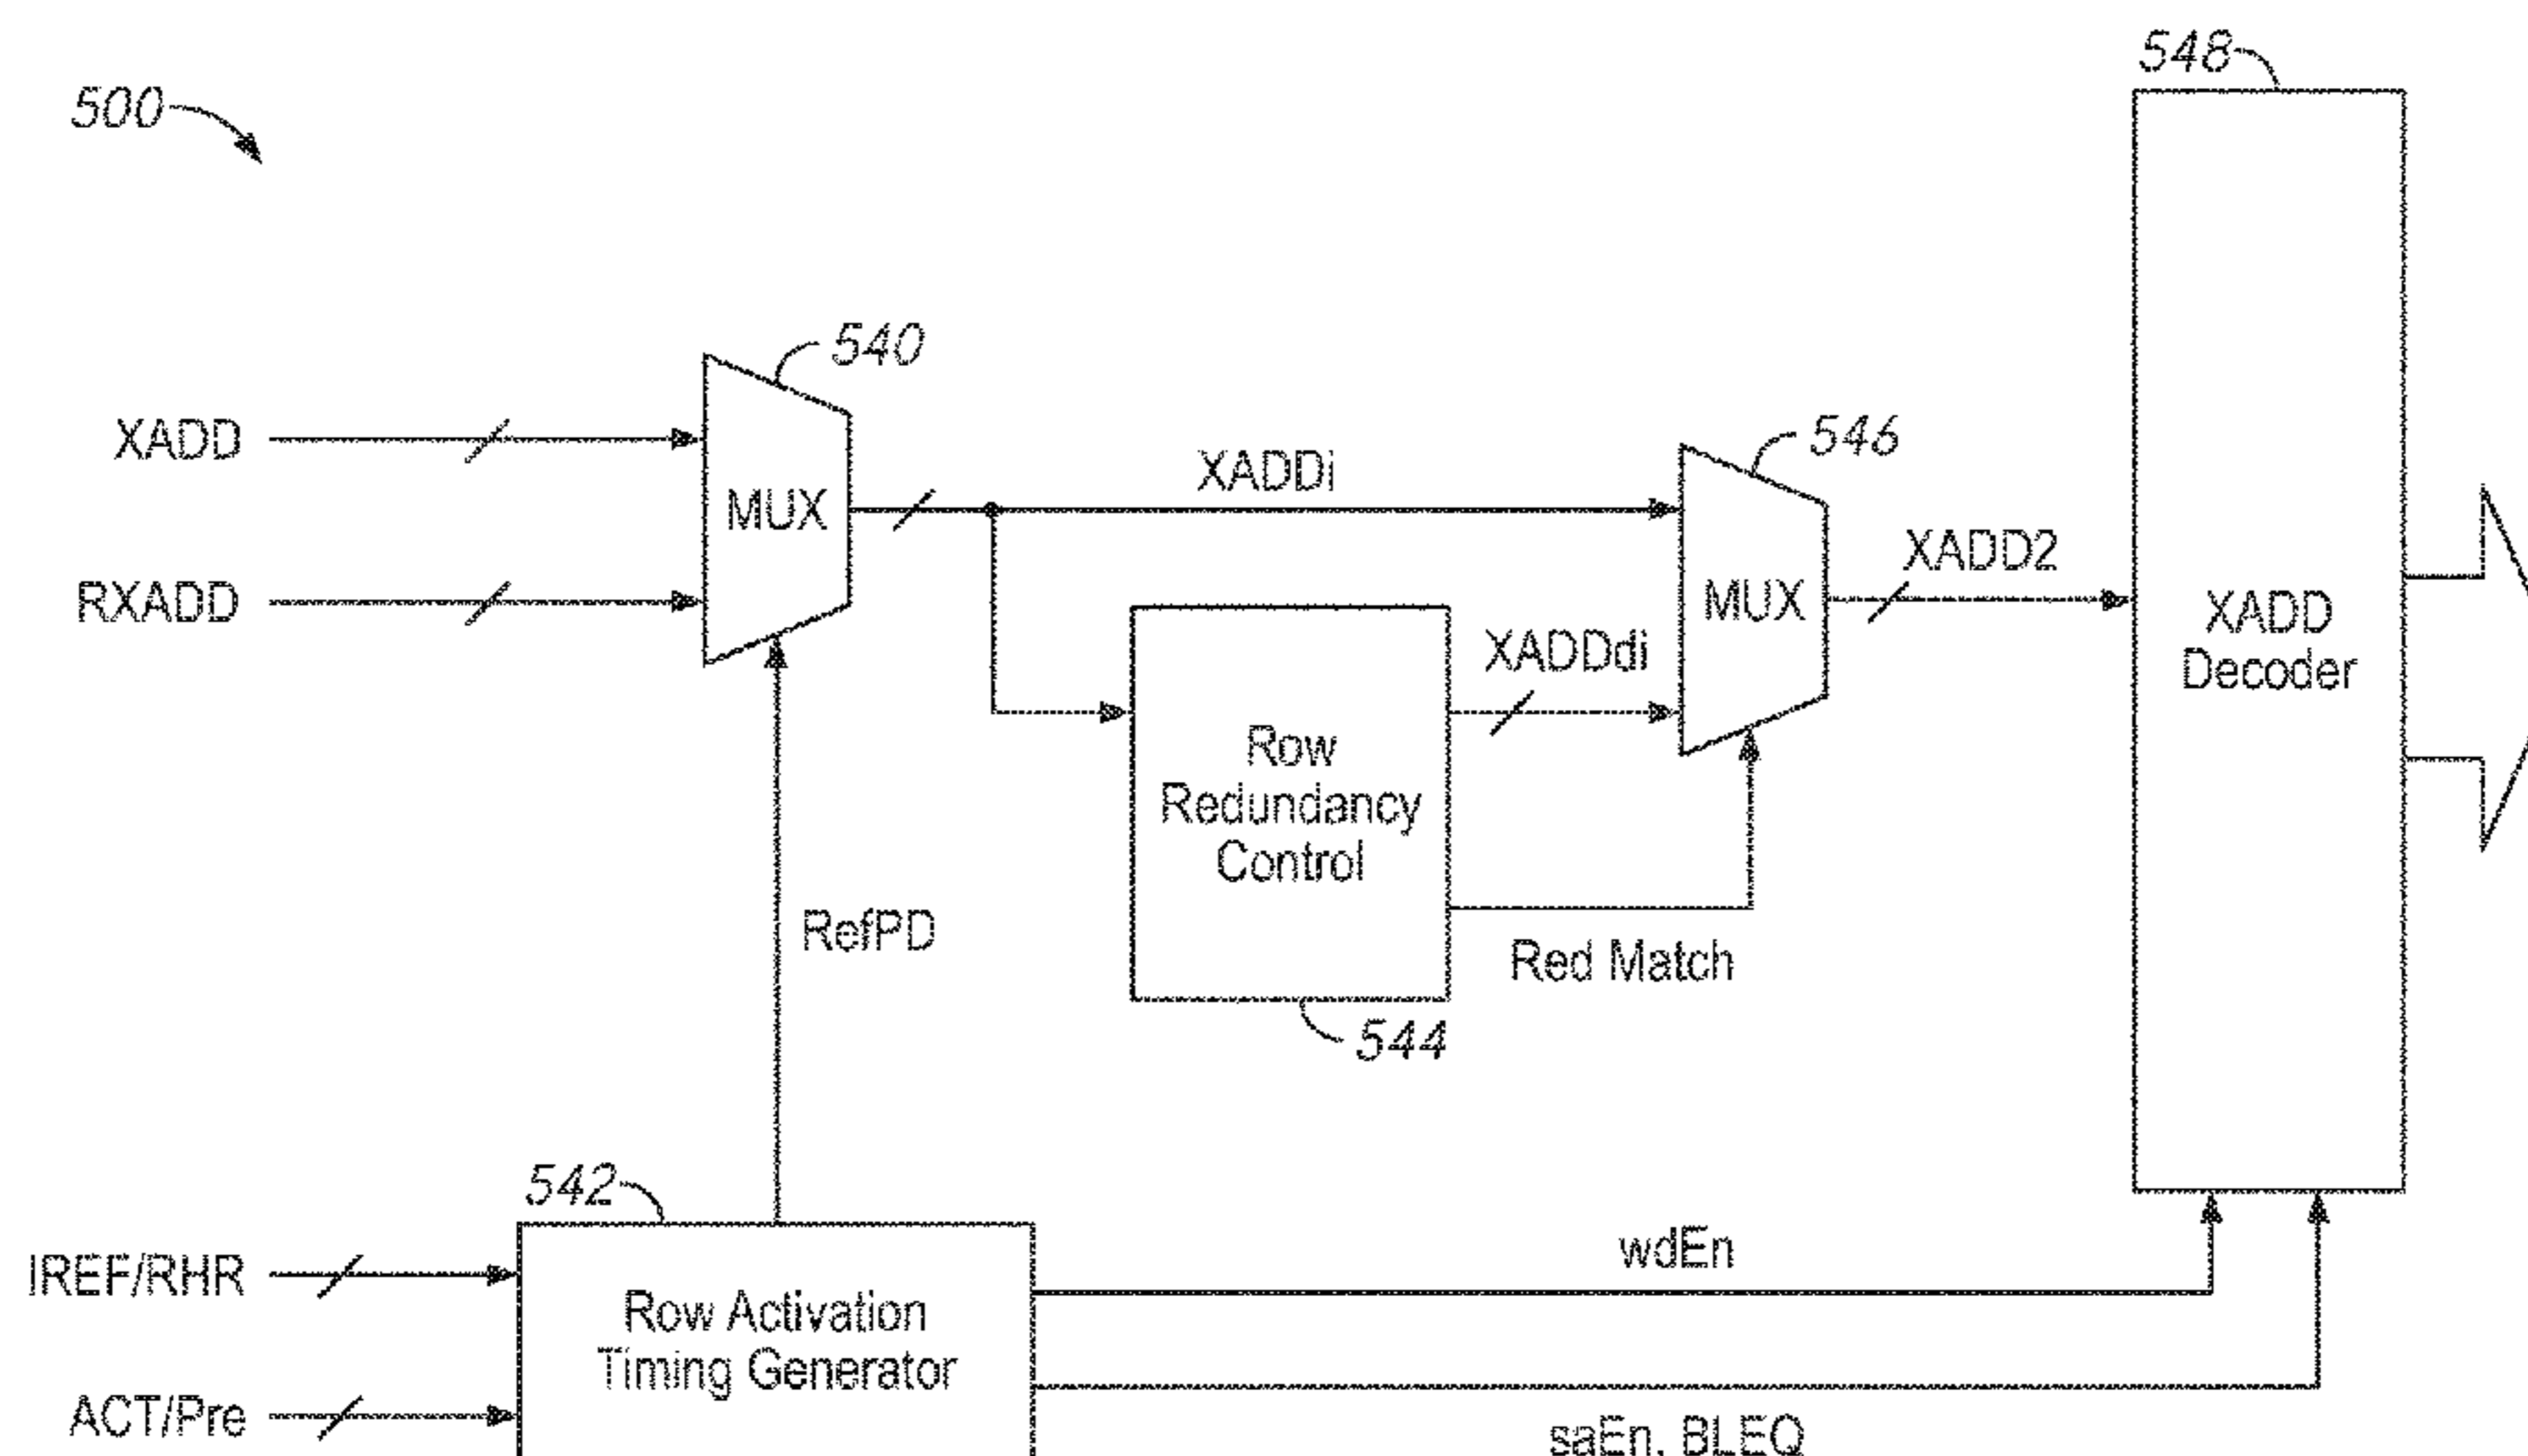 548
500
540
XADD
MUX
XADDi
546
RXADD
MUX
XADD2
XADD
Decoder
XADDdi
Row
Redundancy
Control
RefPD
Red Match
544
542
IREF/RHR
Row Activation
Timing Generator
wdEn
ACT/Pre
saEn, BLEQ